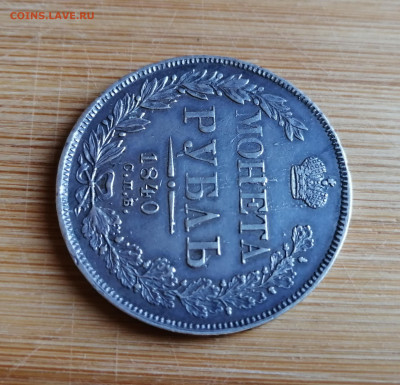 COINS.LAVE.RU
МОНЕТА
РУБЛЬ
1840
С.П.Б.